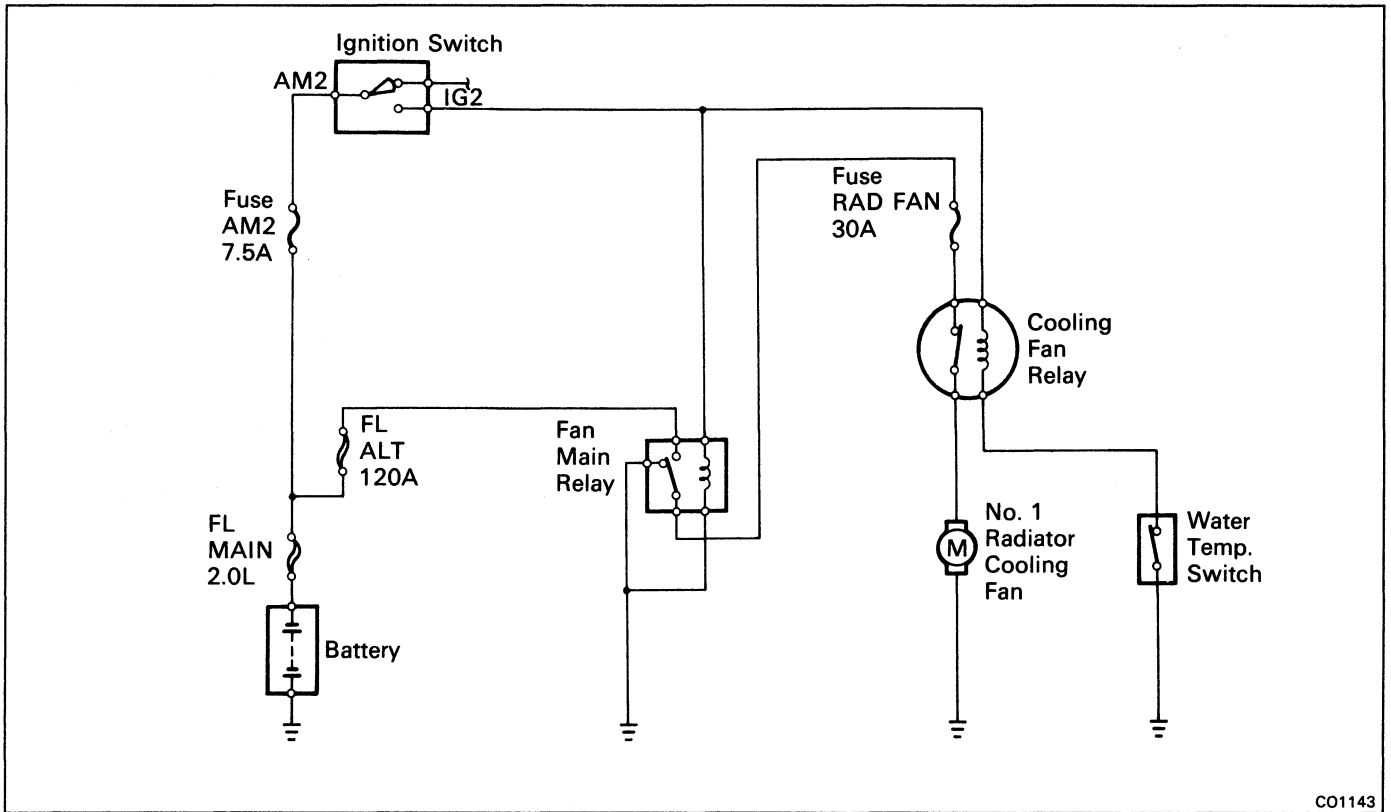 Ignition Switch
AM2
IG2
Fuse
AM2
7.5A
Fuse
RAD FAN
30A
Cooling
Fan
Relay
FL
ALT
120A
Fan
Main
Relay
FL
MAIN
2.0L
No. 1
Radiator
Cooling
Fan
M
Water
Temp.
Switch
Battery
CO1143